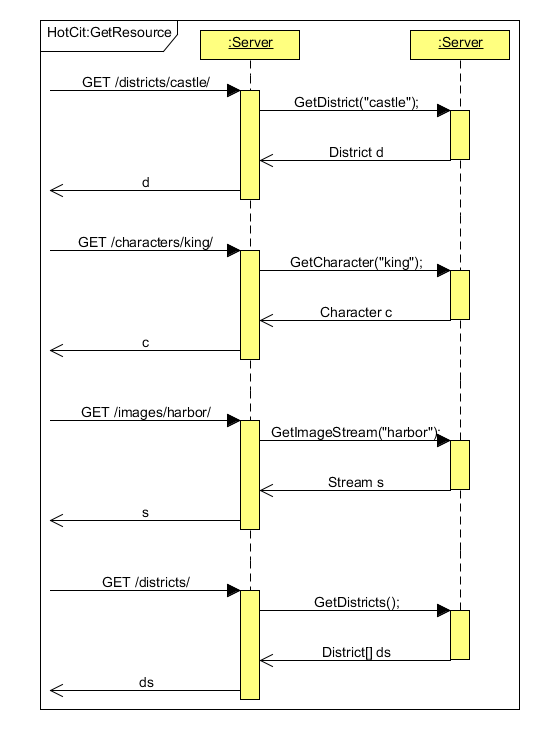 HotCit:GetResource
:Server
:Server
GET /districts/castle/
GetDistrict("castle");
District d
d
GET /characters/king/
GetCharacter("king");
Character c
c
GET /images/harbor/
GetImageStream("harbor");
Stream s
s
GET /districts/
GetDistricts();
District[] ds
ds